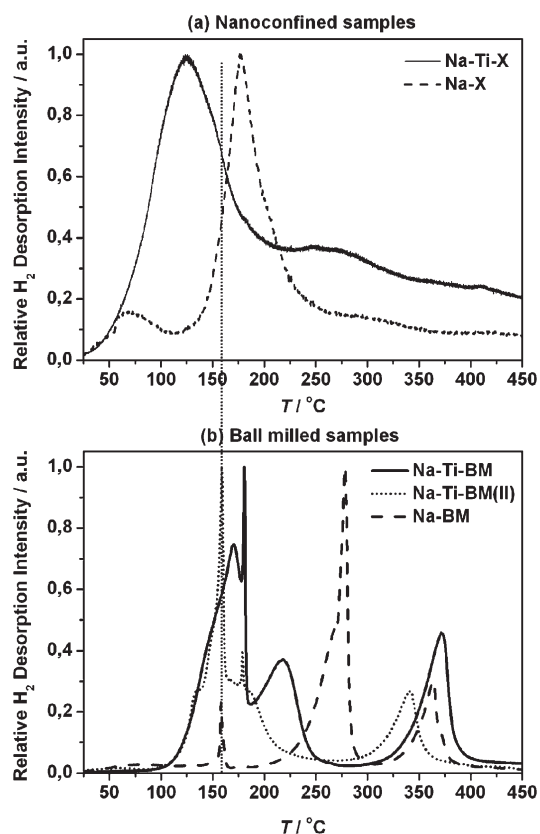 (a) Nanoconfined samples
Relative H2 Desorption Intensity / a.u.
1,0
0,8
0,6
0,4
0,2
0,0
Na-Ti-X
Na-X
50 100 150 200 250 300 350 400 450
T / °C
(b) Ball milled samples
Relative H2 Desorption Intensity / a.u.
1,0
0,8
0,6
0,4
0,2
0,0
Na-Ti-BM
Na-Ti-BM(II)
Na-BM
50 100 150 200 250 300 350 400 450
T / °C